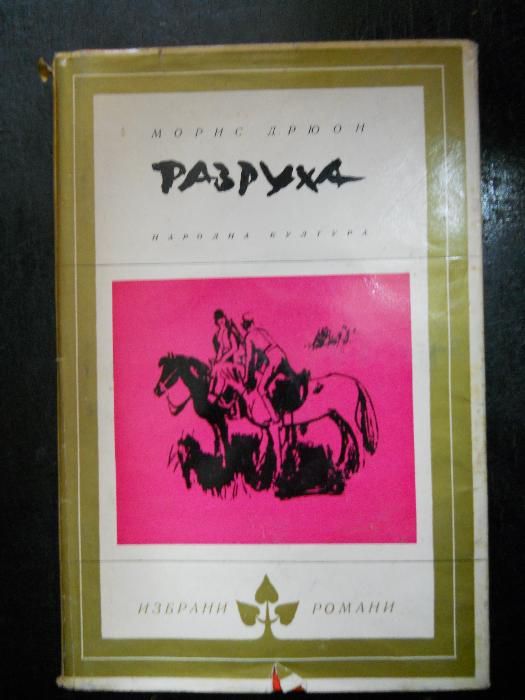 МОРИС ДРЮОН
РАЗРУХА
НАРОДНА КУЛТУРА
ИЗБРАНИ РОМАНИ